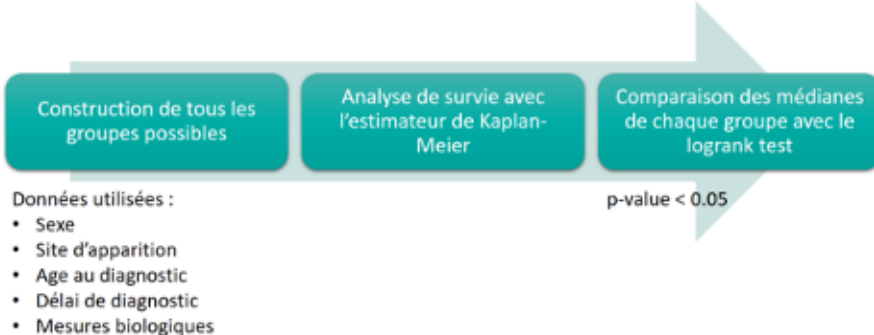 Construction de tous les
groupes possibles
Analyse de survie avec
l'estimateur de Kaplan-
Meier
Comparaison des médianes
de chaque groupe avec le
logrank test
Données utilisées :
• Sexe
• Site d'apparition
• Age au diagnostic
• Délai de diagnostic
• Mesures biologiques
p-value < 0.05